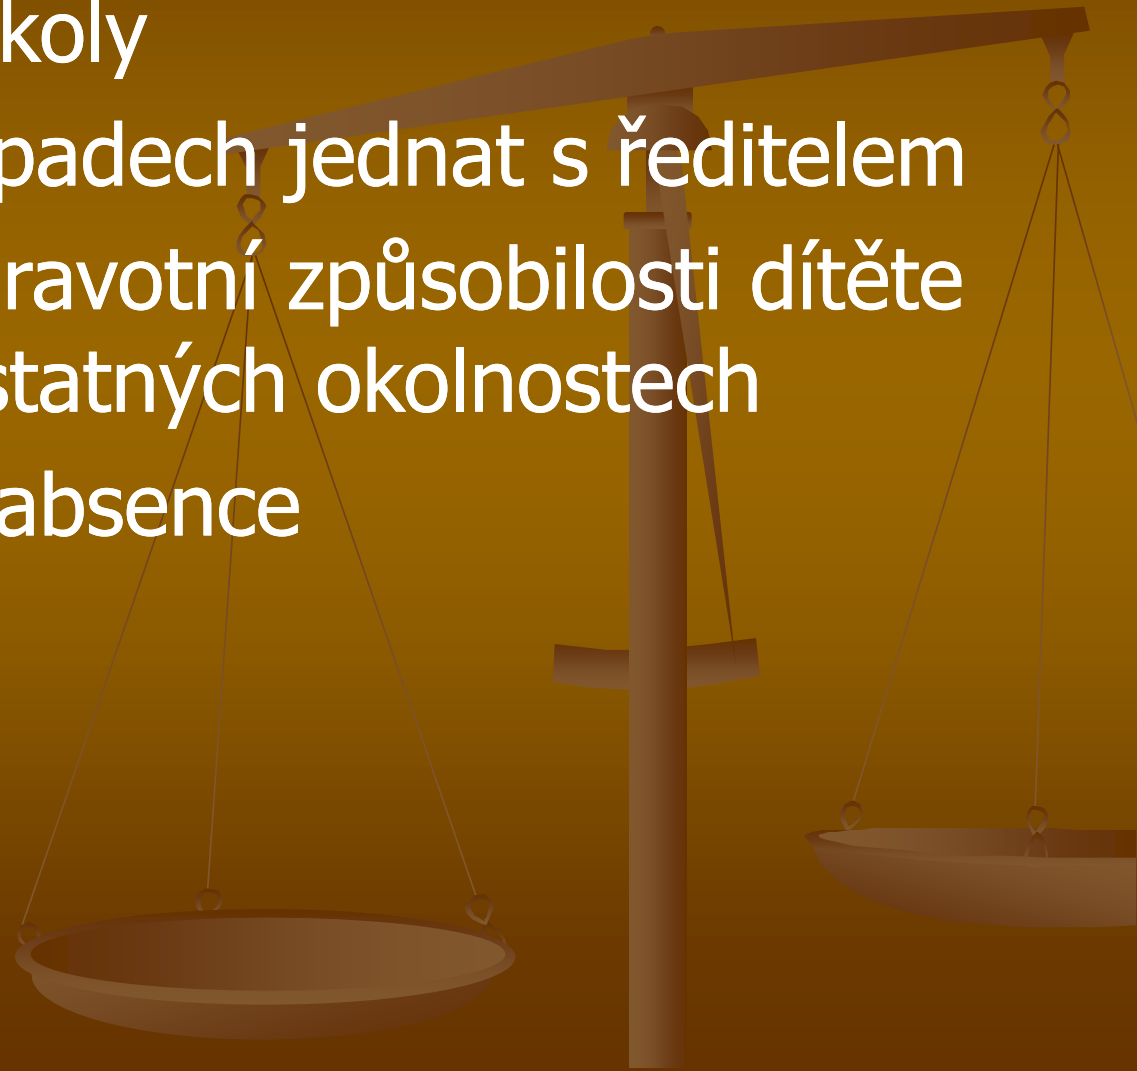 koly
padech jednat s ředitelem
ravotní způsobilosti dítěte
statných okolnostech
absence